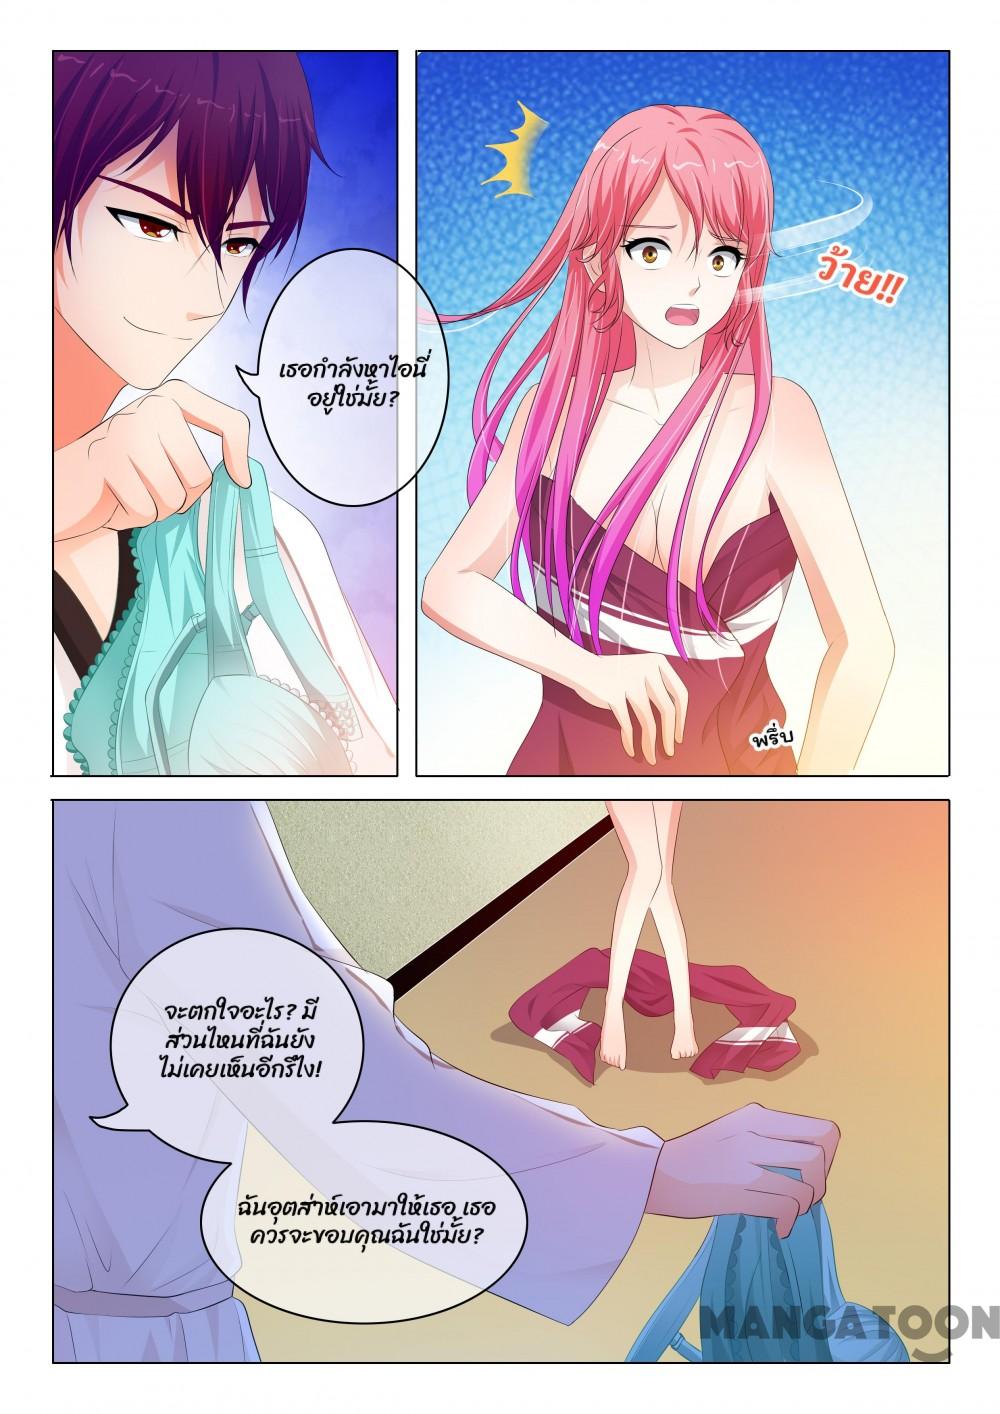 เธอกำลังหาไอนี่
อยู่ใช่มั้ย?
ว้าย!!
พรึ่บ
จะตกใจอะไร? มี
ส่วนไหนที่ฉันยัง
ไม่เคยเห็นอีกรึไง!
ฉันอุตส่าห์เอามาให้เธอ เธอ
ควรจะขอบคุณฉันใช่มั้ย?
MANGATOON